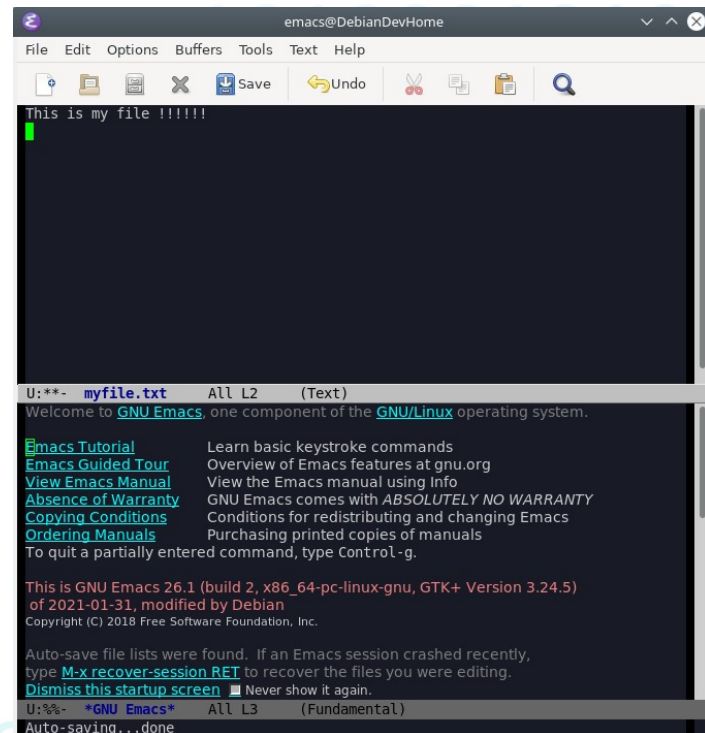 emacs@DebianDevHome
File Edit Options Buffers Tools Text Help
Save Undo
This is my file !!!!!!
U:**- myfile.txt All L2 (Text)
Welcome to GNU Emacs, one component of the GNU/Linux operating system.
Emacs Tutorial Learn basic keystroke commands
Emacs Guided Tour Overview of Emacs features at gnu.org
View Emacs Manual View the Emacs manual using Info
Absence of Warranty GNU Emacs comes with ABSOLUTELY NO WARRANTY
Copying Conditions Conditions for redistributing and changing Emacs
Ordering Manuals Purchasing printed copies of manuals
To quit a partially entered command, type Control-g.
This is GNU Emacs 26.1 (build 2, x86_64-pc-linux-gnu, GTK+ Version 3.24.5)
of 2021-01-31, modified by Debian
Copyright (C) 2018 Free Software Foundation, Inc.
Auto-save file lists were found. If an Emacs session crashed recently,
type M-x recover-session RET to recover the files you were editing.
Dismiss this startup screen Never show it again.
U:%%- *GNU Emacs* All L3 (Fundamental)
Auto-saving...done